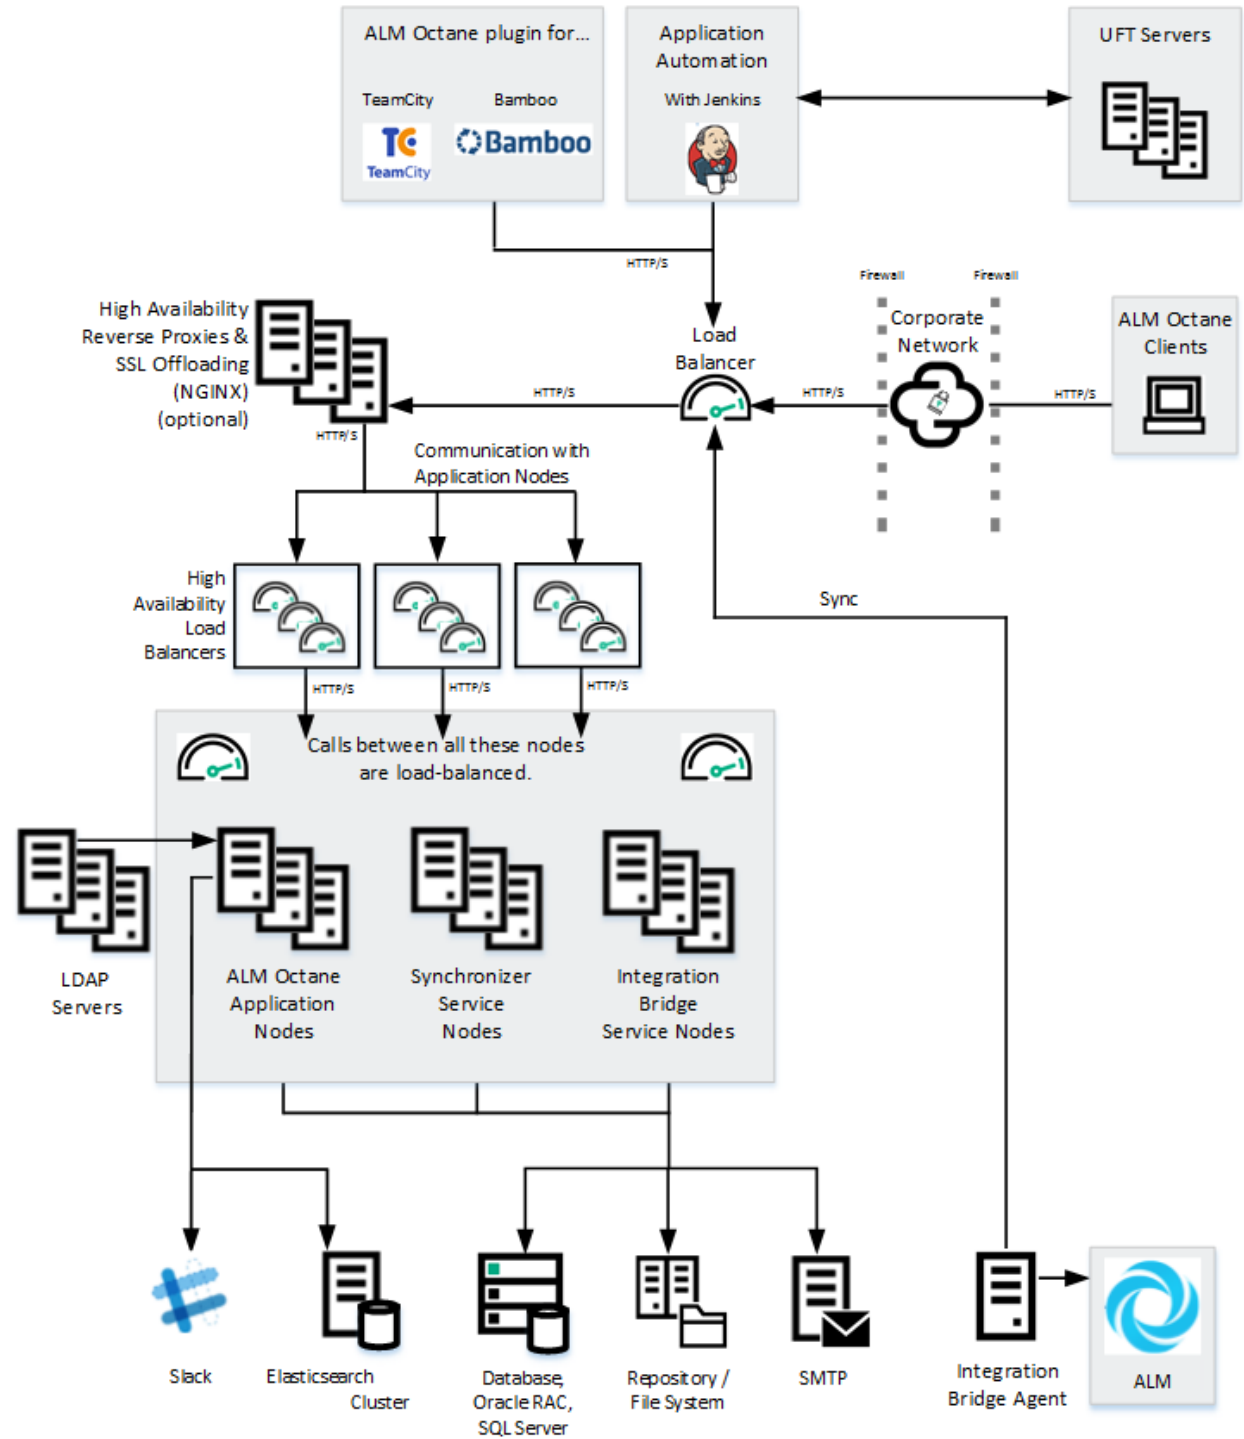 ALM Octane plugin for...
TeamCity
Bamboo
TC
TeamCity
Bamboo
Application
Automation
With Jenkins
UFT Servers
HTTP/S
Firewall
Firewall
High Availability
Reverse Proxies &
SSL Offloading
(NGINX)
(optional)
Load
Balancer
Corporate
Network
ALM Octane
Clients
HTTP/S
HTTP/S
HTTP/S
HTTP/S
Communication with
Application Nodes
High
Availability
Load
Balancers
Sync
HTTP/S
HTTP/S
HTTP/S
Calls between all these nodes
are load-balanced.
LDAP
Servers
ALM Octane
Application
Nodes
Synchronizer
Service
Nodes
Integration
Bridge
Service Nodes
Slack
Elasticsearch
Cluster
Database,
Oracle RAC,
SQL Server
Repository /
File System
SMTP
Integration
Bridge Agent
ALM